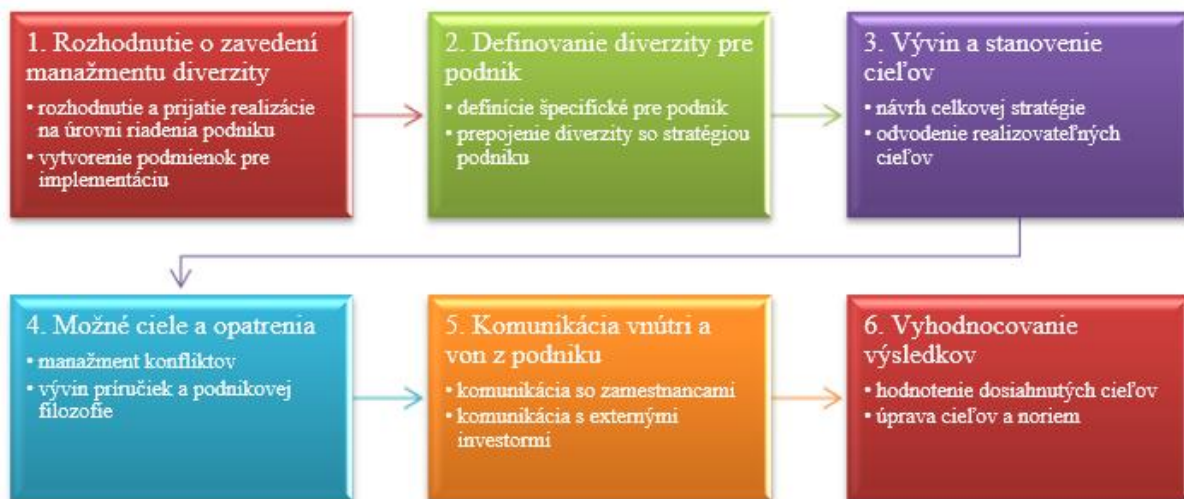 1. Rozhodnutie o zavedení
manažmentu diverzity
• rozhodnutie a prijatie realizácie
na úrovni riadenia podniku
• vytvorenie podmienok pre
implementáciu
2. Definovanie diverzity pre
podnik
• definície špecifické pre podnik
• prepojenie diverzity so stratégiou
podniku
3. Vývin a stanovenie
cieľov
• návrh celkovej stratégie
• odvodenie realizovateľných
cieľov
4. Možné ciele a opatrenia
• manažment konfliktov
• vývin príručiek a podnikovej
filozofie
5. Komunikácia vnútri a
von z podniku
• komunikácia so zamestnancami
• komunikácia s externými
investormi
6. Vyhodnocovanie
výsledkov
• hodnotenie dosiahnutých cieľov
• úprava cieľov a noriem